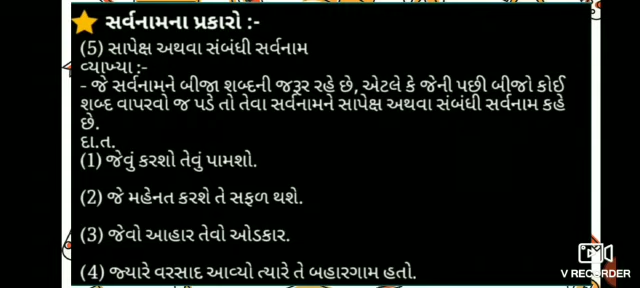 સર્વનામના પ્રકારો :-
(5) સાપેક્ષ અથવા સંબંધી સર્વનામ
વ્યાખ્યા :-
- જે સર્વનામને બીજા શબ્દની જરૂર રહે છે, એટલે કે જેની પછી બીજો કોઈ
શબ્દ વાપરવો જ પડે તો તેવા સર્વનામને સાપેક્ષ અથવા સંબંધી સર્વનામ કહે
છે.
દા.ત.
(1) જેવું કરશો તેવું પામશો.
(2) જે મહેનત કરશે તે સફળ થશે.
(3) જેવો આહાર તેવો ઓડકાર.
(4) જ્યારે વરસાદ આવ્યો ત્યારે તે બહારગામ હતો.
V RECORDER